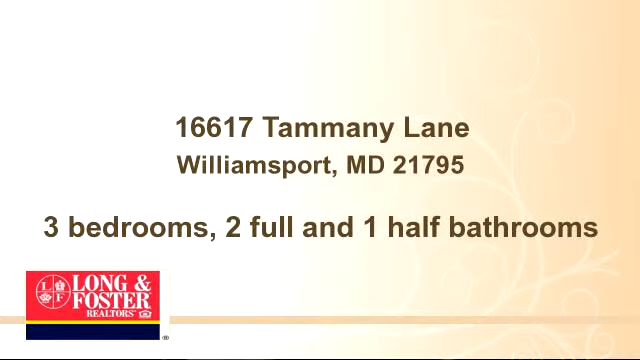 16617 Tammany Lane
Williamsport, MD 21795
3 bedrooms, 2 full and 1 half bathrooms
LONG &
L F FOSTER
REALTORS
®